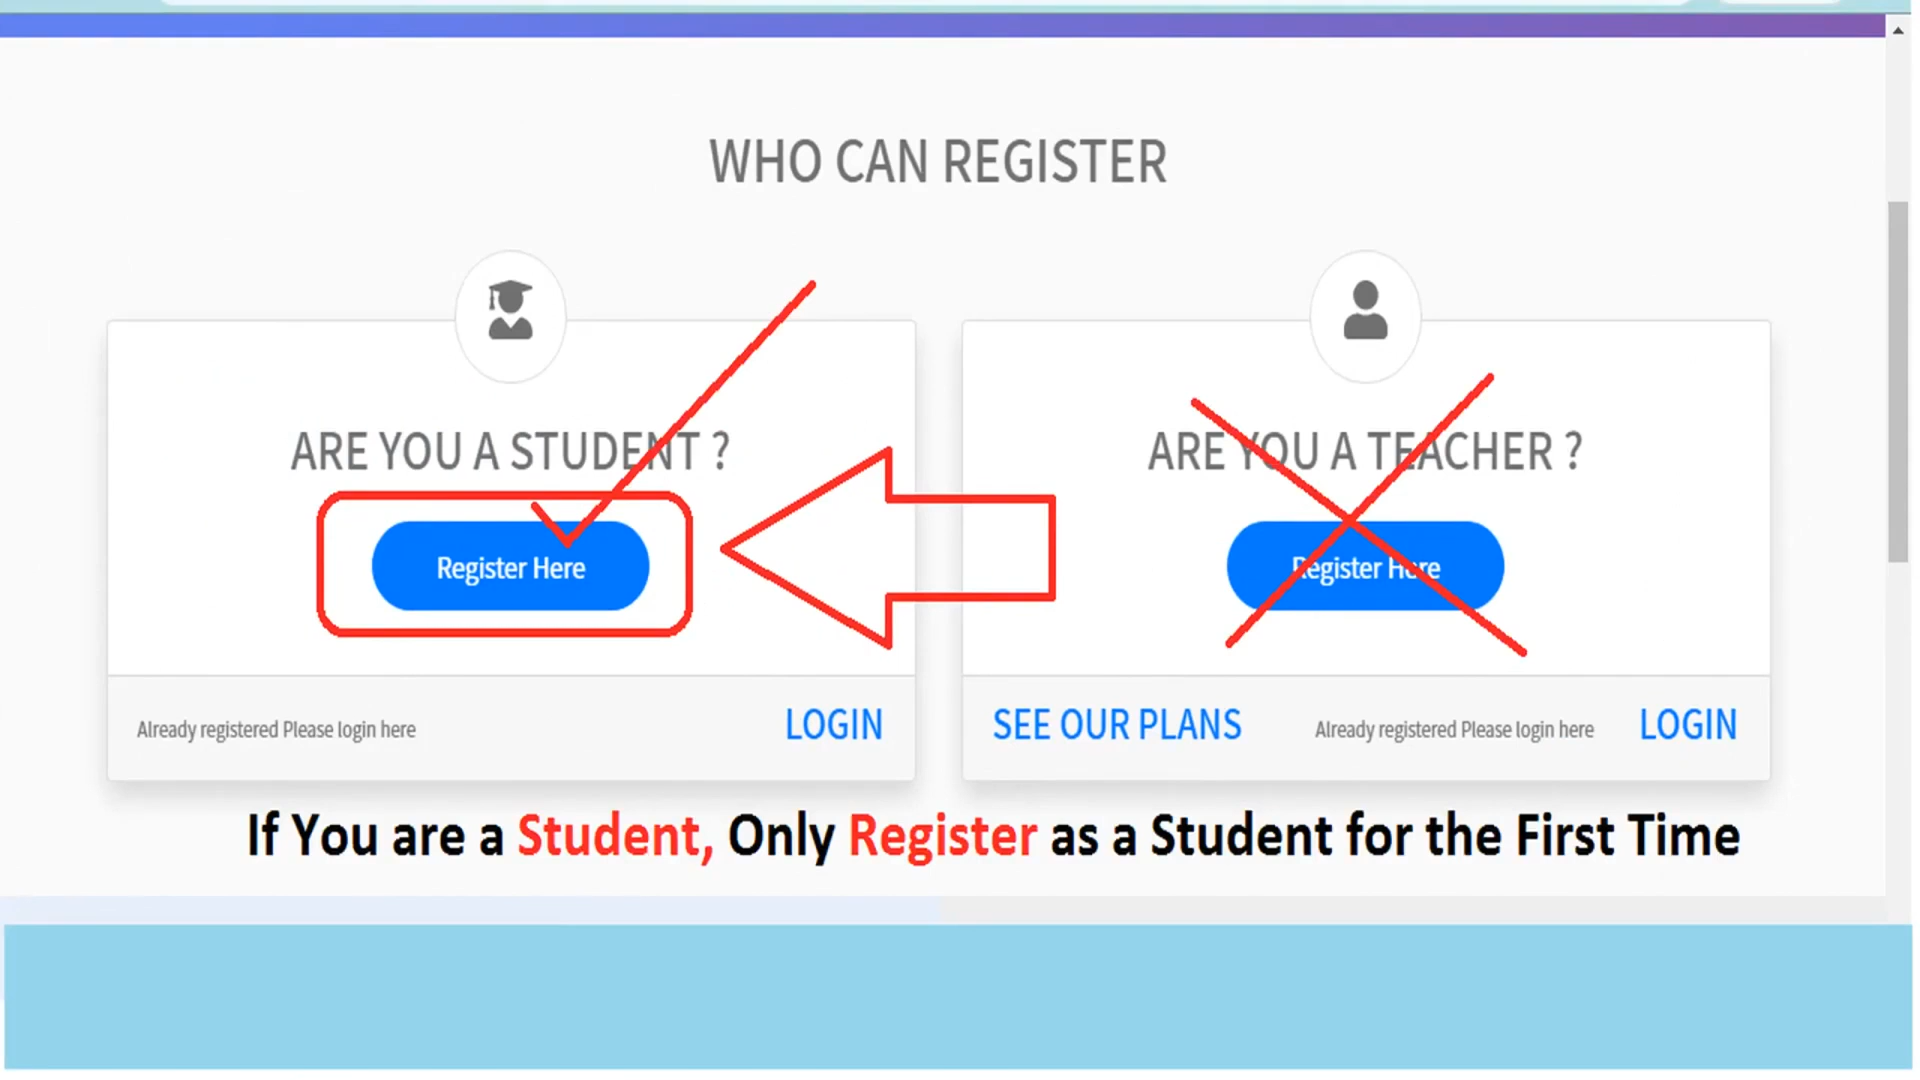 WHO CAN REGISTER
ARE YOU A STUDENT ?
Register Here
Already registered Please login here
LOGIN
ARE YOU A TEACHER ?
Register Here
SEE OUR PLANS
Already registered Please login here
LOGIN
If You are a Student, Only Register as a Student for the First Time